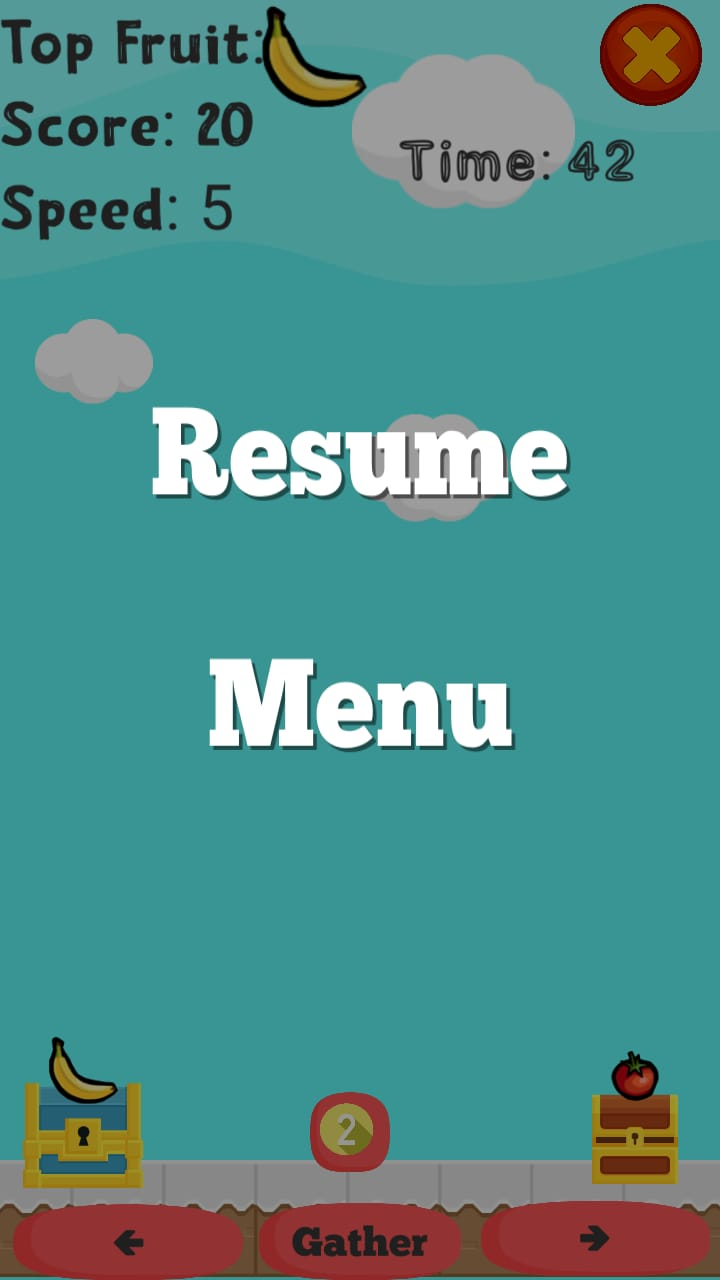 Top Fruit:
Score: 20
Time: 42
Speed: 5
Resume
Menu
2
Gather